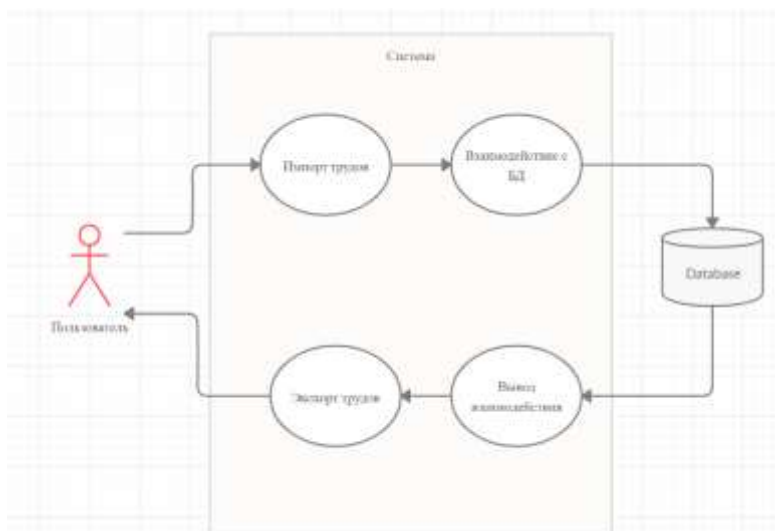 Система
Импорт трудов
Взаимодействие с
БД
Database
Пользователь
Экспорт трудов
Вывод
взаимодействия